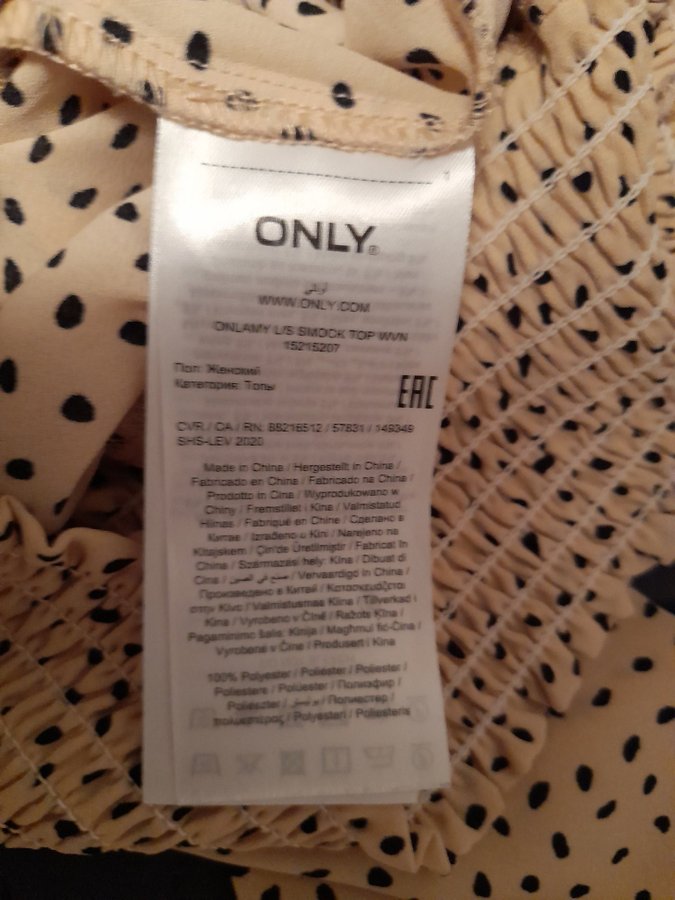 ONLY®
أونلي
WWW.ONLY.COM
ONLAMY L/S SMOCK TOP WVN
15215207
Пол: Женский
Категория: Топы
EAC
CVR / CA / RN: 88216512 / 57831 / 149349
SHS-LEV 2020
Made in China / Hergestellt in China /
Fabricado en China / Fabricado na China /
Prodotto in Cina / Wyprodukowano w
Chiny / Fremstillet i Kina / Valmistatud
Hiinas / Fabriqué en Chine / Сделано в
Китае / Izrađeno u Kini / Narejeno na
Kitajskem / Çin'de Üretilmiştir / Fabricat în
China / Származási hely: Kína / Dibuat di
Cina / صنع في الصين / Vervaardigd in China /
Произведено в Китай / Κατασκευάζεται
στην Κίνα / Valmistusmaa Kiina / Tillverkad i
Kina / Vyrobeno v Číně / Ražots Ķīna /
Pagaminimo šalis: Kinija / Magħmul fiċ-Ċina /
Vyrobené v Číne / Produsert i Kina
100% Polyester / Poliéster / Poliester /
Poliestere / Polüester / Полиэфир /
Poliészter / بوليستر / Полиестер /
πολυεστέρας / Polyesteri / Poliesteris